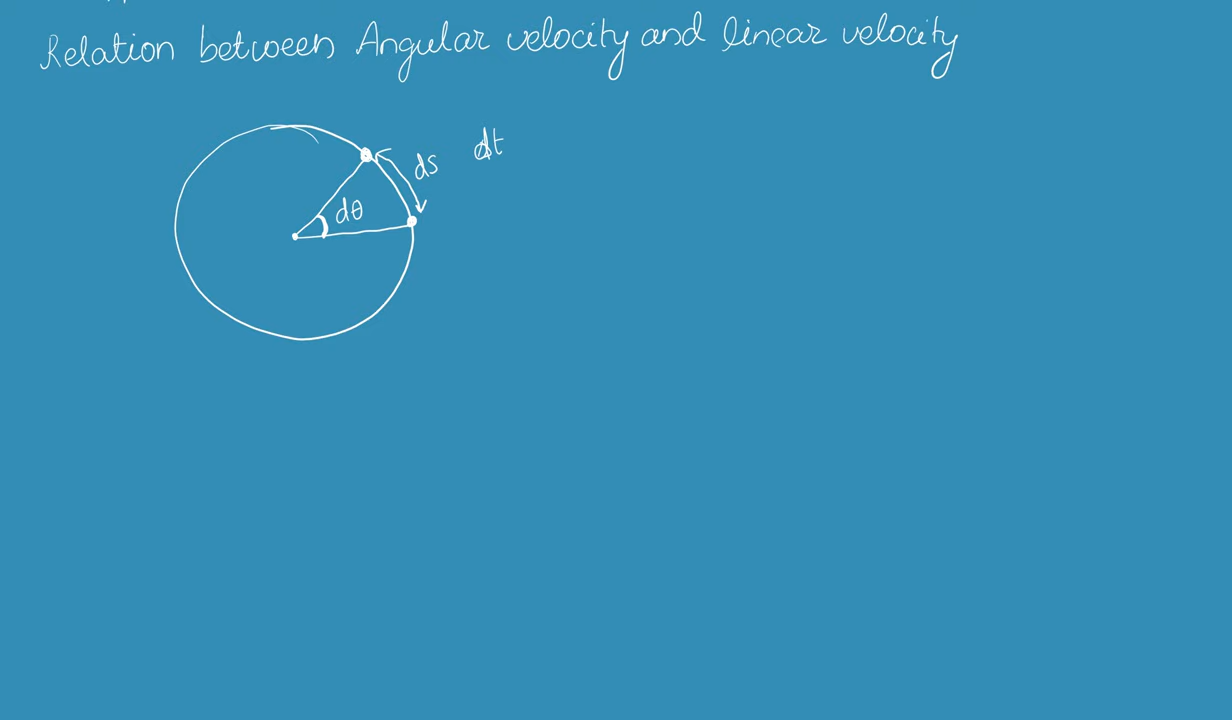 Relation between Angular velocity and linear velocity
ds
dt
dθ